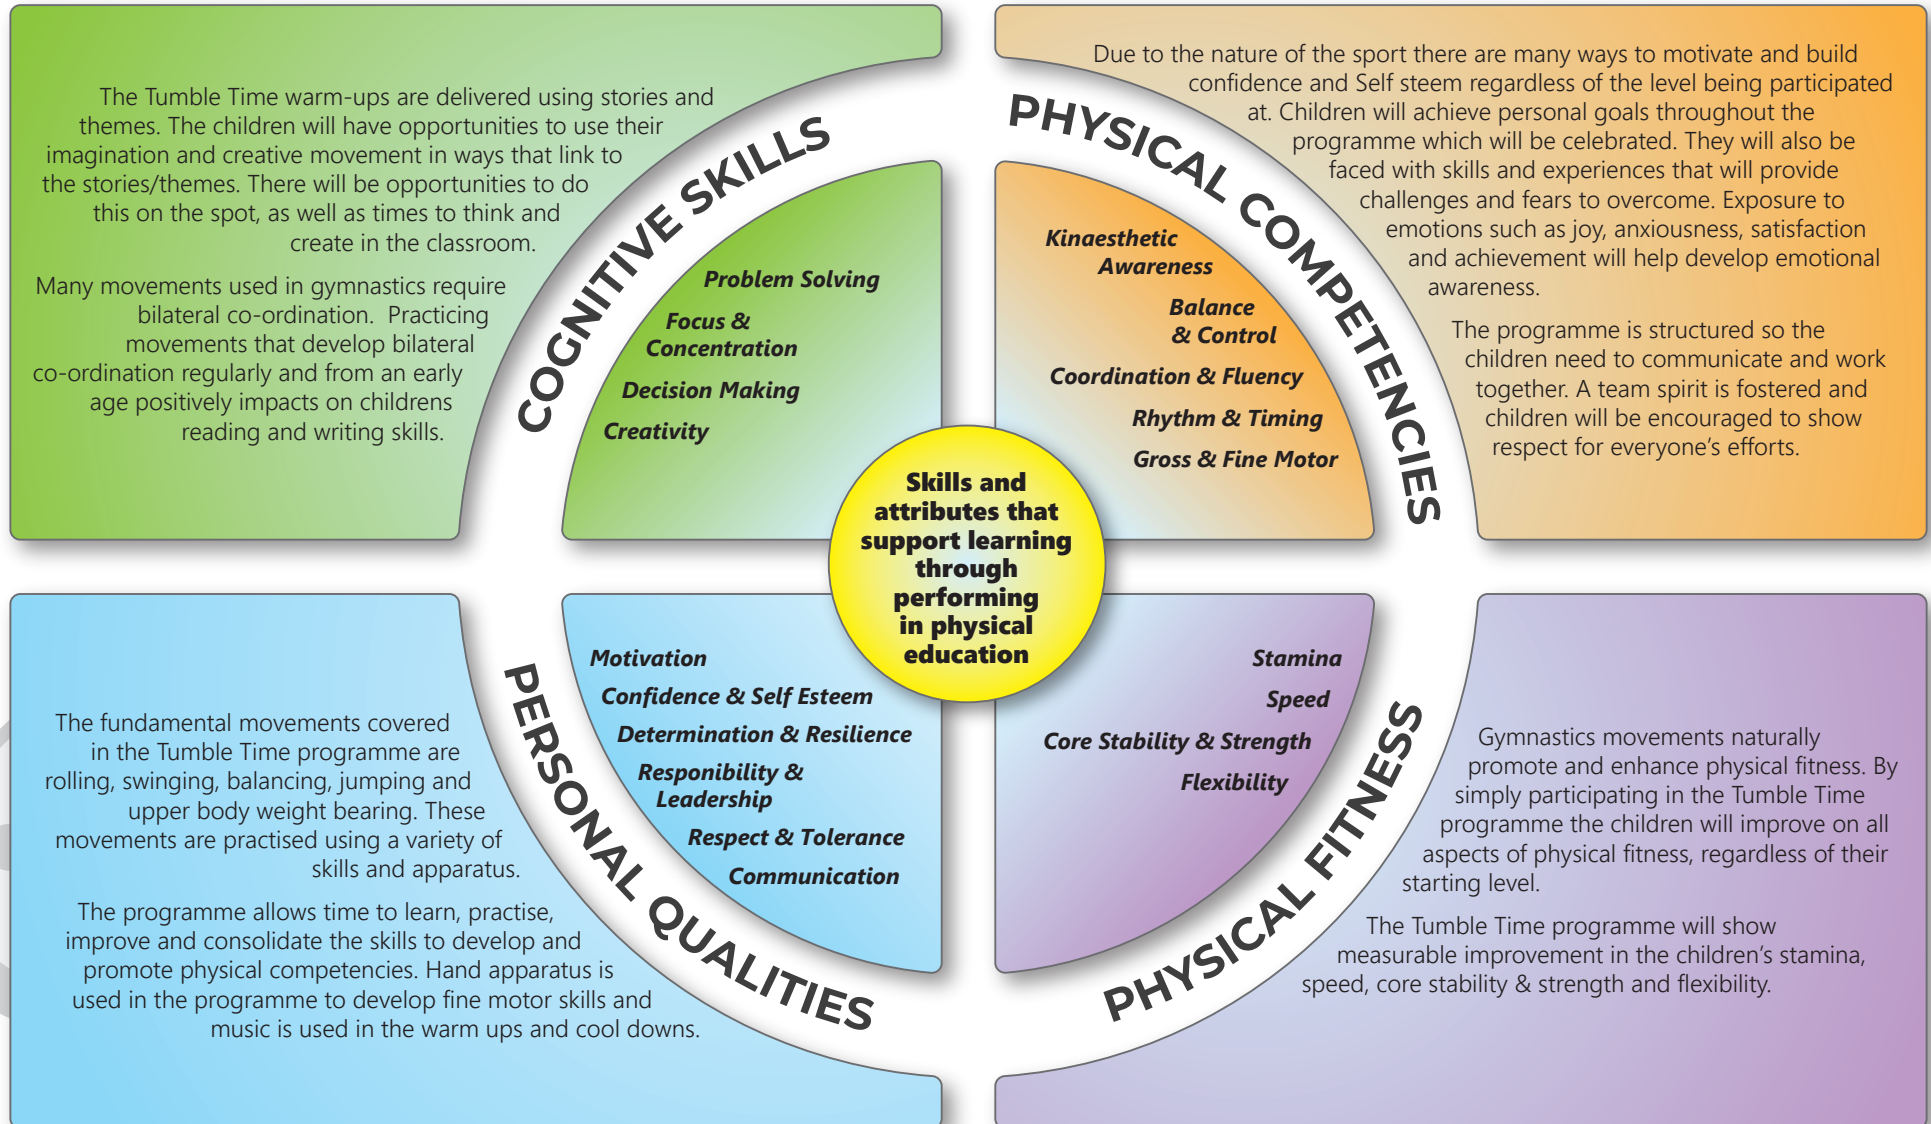 The Tumble Time warm-ups are delivered using stories and
themes. The children will have opportunities to use their
imagination and creative movement in ways that link to
the stories/themes. There will be opportunities to do
this on the spot, as well as times to think and
create in the classroom.
Many movements used in gymnastics require
bilateral co-ordination.  Practicing
movements that develop bilateral
co-ordination regularly and from an early
age positively impacts on childrens
reading and writing skills.
COGNITIVE SKILLS
Problem Solving
Focus &
Concentration
Decision Making
Creativity
PHYSICAL COMPETENCIES
Kinaesthetic
Awareness
Balance
& Control
Coordination & Fluency
Rhythm & Timing
Gross & Fine Motor
Due to the nature of the sport there are many ways to motivate and build
confidence and Self steem regardless of the level being participated
at. Children will achieve personal goals throughout the
programme which will be celebrated. They will also be
faced with skills and experiences that will provide
challenges and fears to overcome. Exposure to
emotions such as joy, anxiousness, satisfaction
and achievement will help develop emotional
awareness.
The programme is structured so the
children need to communicate and work
together. A team spirit is fostered and
children will be encouraged to show
respect for everyone's efforts.
Skills and
attributes that
support learning
through
performing
in physical
education
The fundamental movements covered
in the Tumble Time programme are
rolling, swinging, balancing, jumping and
upper body weight bearing. These
movements are practised using a variety of
skills and apparatus.
The programme allows time to learn, practise,
improve and consolidate the skills to develop and
promote physical competencies. Hand apparatus is
used in the programme to develop fine motor skills and
music is used in the warm ups and cool downs.
PERSONAL QUALITIES
Motivation
Confidence & Self Esteem
Determination & Resilience
Responibility &
Leadership
Respect & Tolerance
Communication
PHYSICAL FITNESS
Stamina
Speed
Core Stability & Strength
Flexibility
Gymnastics movements naturally
promote and enhance physical fitness. By
simply participating in the Tumble Time
programme the children will improve on all
aspects of physical fitness, regardless of their
starting level.
The Tumble Time programme will show
measurable improvement in the children's stamina,
speed, core stability & strength and flexibility.